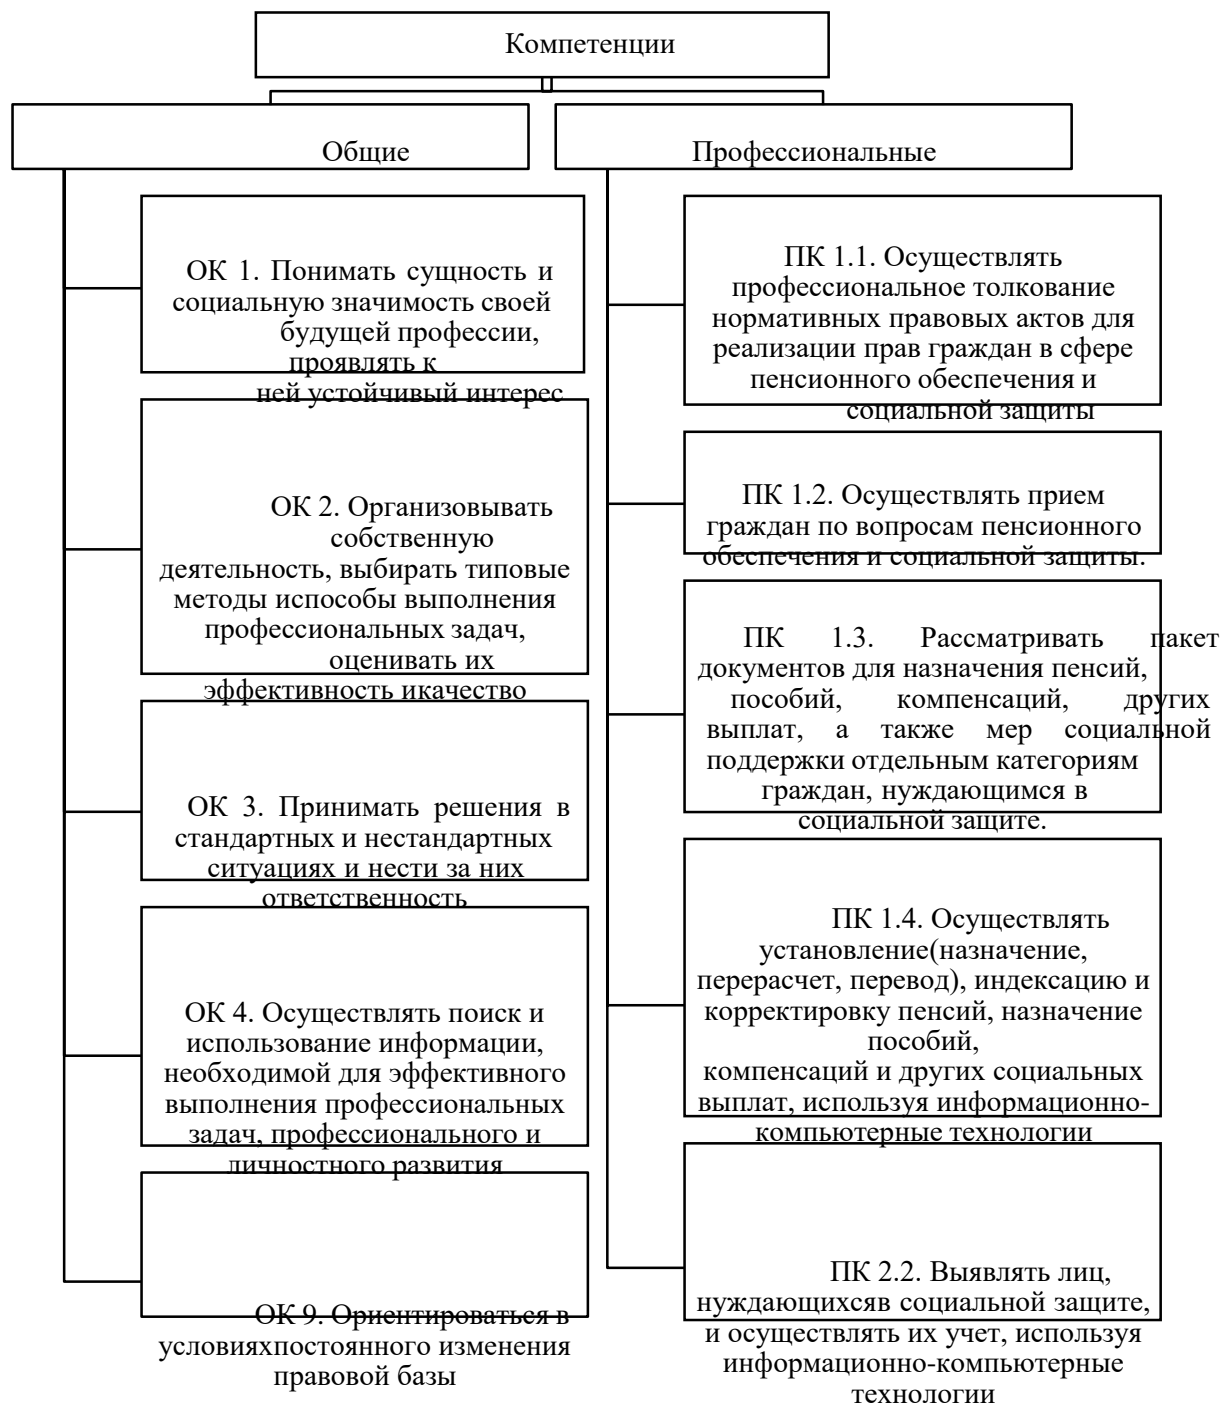 Компетенции
Общие
Профессиональные
ОК 1. Понимать сущность и
социальную значимость своей
будущей профессии,
проявлять к
ней устойчивый интерес
ОК 2. Организовывать
собственную
деятельность, выбирать типовые
методы испособы выполнения
профессиональных задач,
оценивать их
эффективность икачество
ОК 3. Принимать решения в
стандартных и нестандартных
ситуациях и нести за них
ответственность
ОК 4. Осуществлять поиск и
использование информации,
необходимой для эффективного
выполнения профессиональных
задач, профессионального и
личностного развития
ОК 9. Ориентироваться в
условияхпостоянного изменения
правовой базы
ПК 1.1. Осуществлять
профессиональное толкование
нормативных правовых актов для
реализации прав граждан в сфере
пенсионного обеспечения и
социальной защиты
ПК 1.2. Осуществлять прием
граждан по вопросам пенсионного
обеспечения и социальной защиты.
ПК 1.3. Рассматривать пакет
документов для назначения пенсий,
пособий, компенсаций, других
выплат, а также мер социальной
поддержки отдельным категориям
граждан, нуждающимся в
социальной защите.
ПК 1.4. Осуществлять
установление(назначение,
перерасчет, перевод), индексацию и
корректировку пенсий, назначение
пособий,
компенсаций и других социальных
выплат, используя информационно-
компьютерные технологии
ПК 2.2. Выявлять лиц,
нуждающихсяв социальной защите,
и осуществлять их учет, используя
информационно-компьютерные
технологии